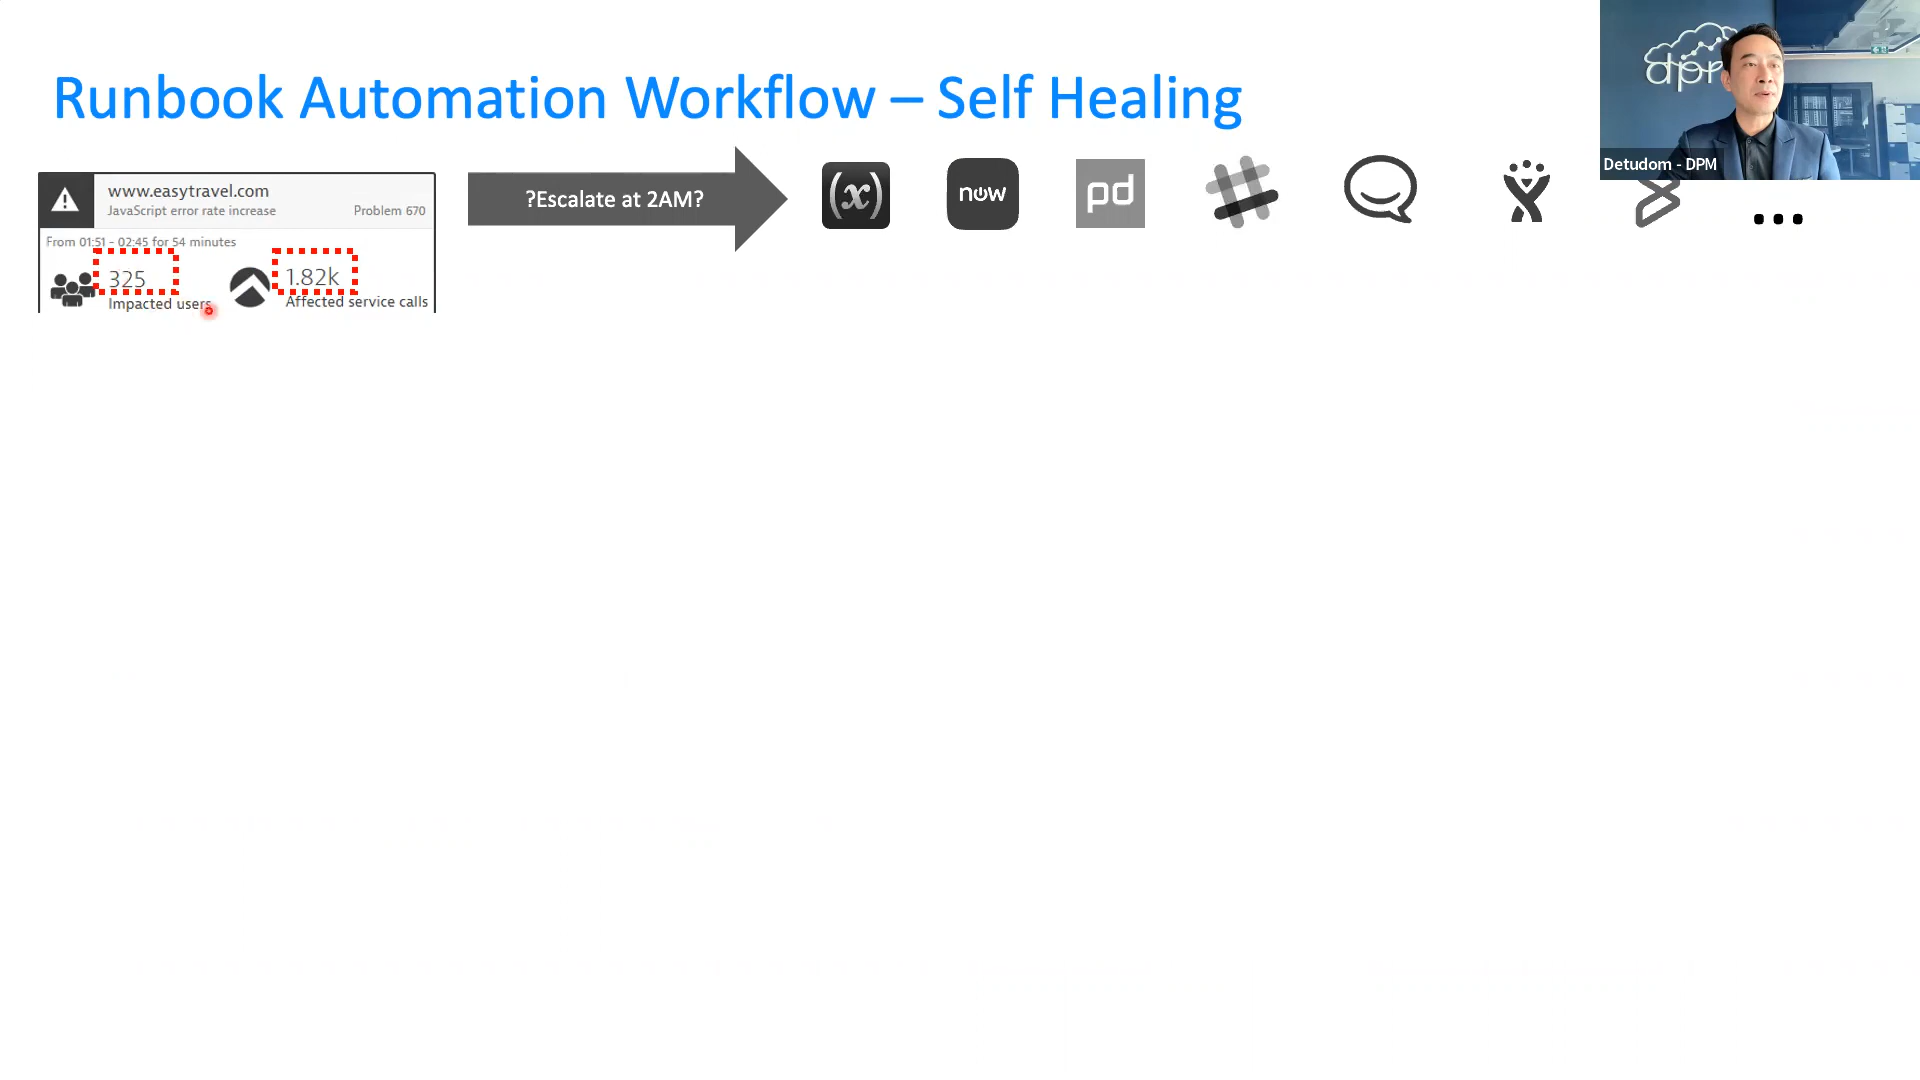 Runbook Automation Workflow – Self Healing
www.easytravel.com
JavaScript error rate increase
Problem 670
From 01:51 - 02:45 for 54 minutes
325
Impacted users
1.82k
Affected service calls
?Escalate at 2AM?
(x)
now
pd
...
dpm
Detudom - DPM